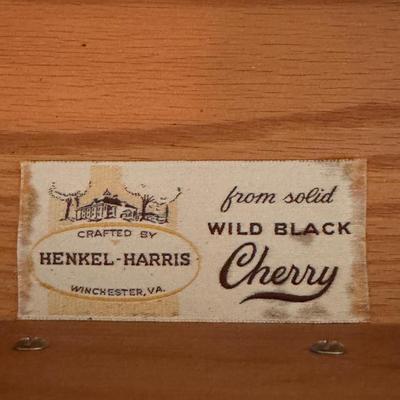 CRAFTED BY
HENKEL-HARRIS
WINCHESTER, VA.
from solid
WILD BLACK
Cherry